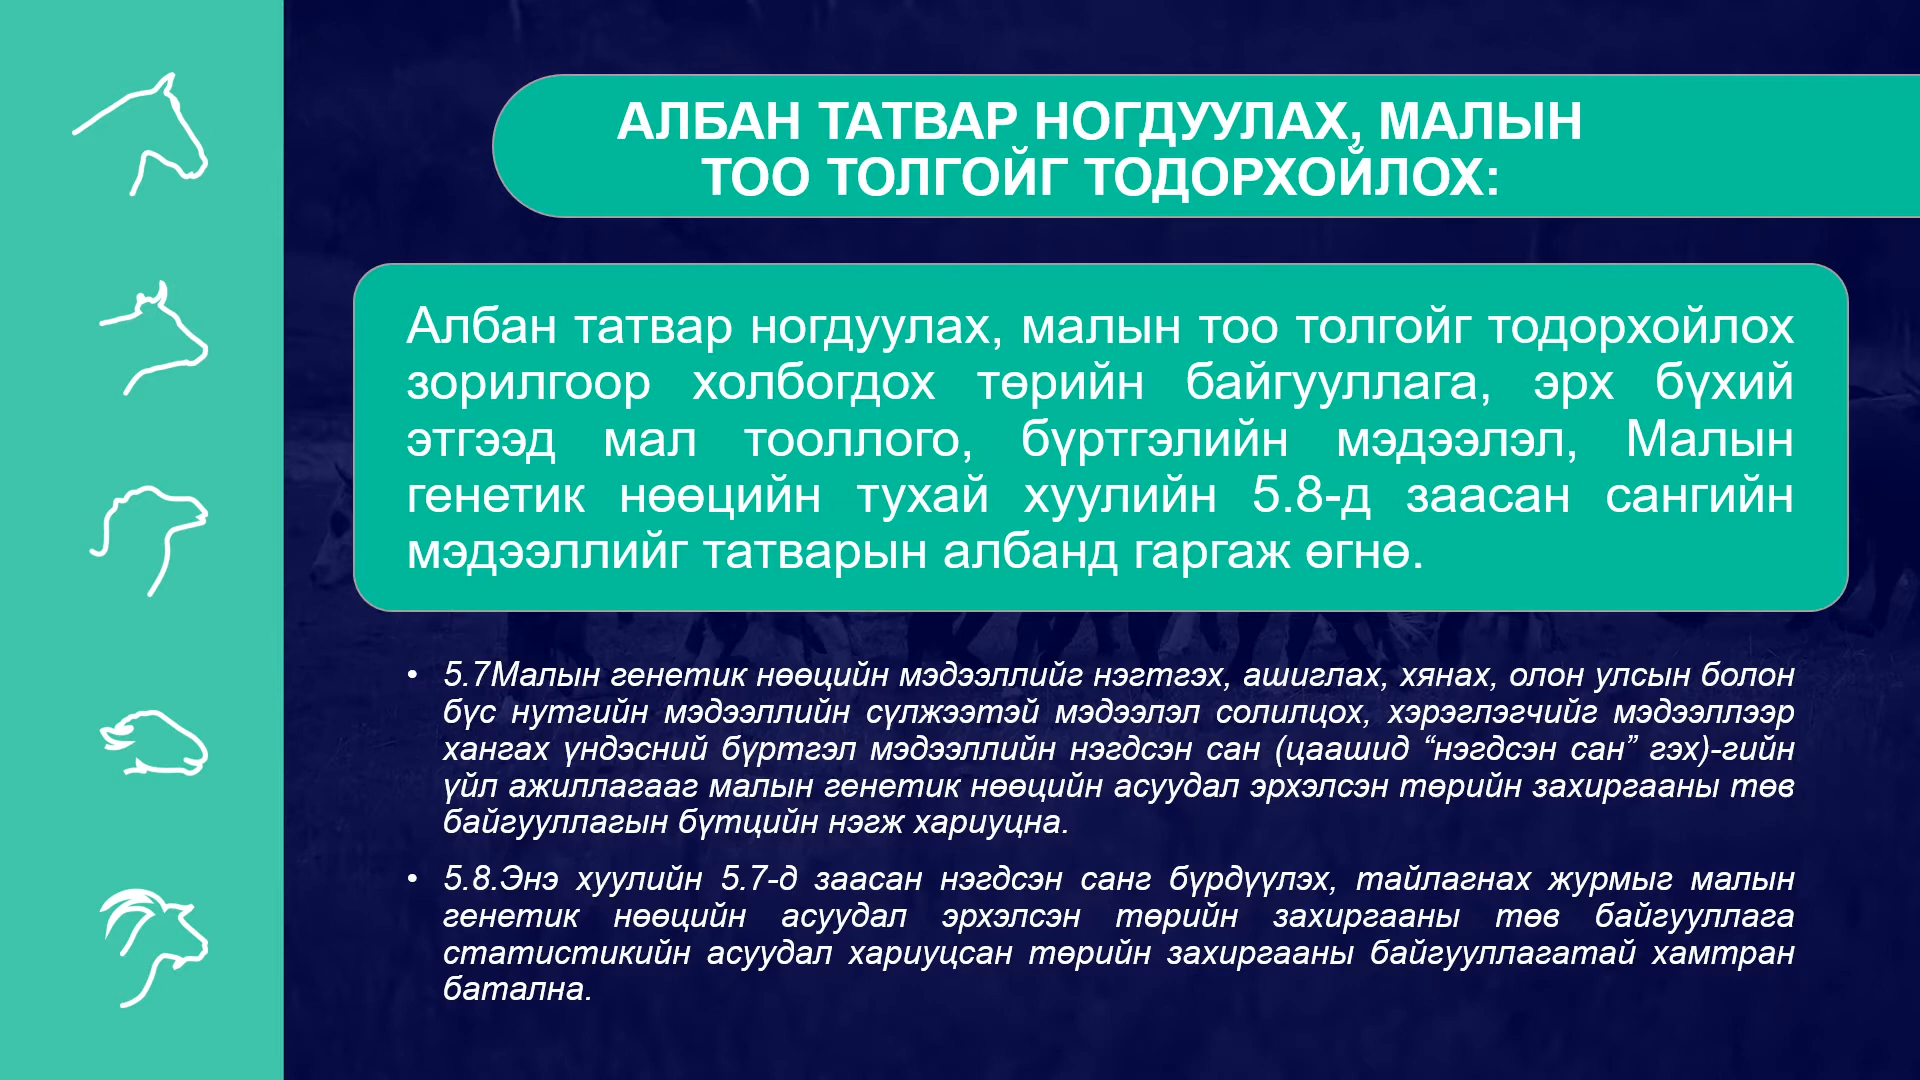 АЛБАН ТАТВАР НОГДУУЛАХ, МАЛЫН
ТОО ТОЛГОЙГ ТОДОРХОЙЛОХ:
Албан татвар ногдуулах, малын тоо толгойг тодорхойлох
зорилгоор холбогдох төрийн байгууллага, эрх бүхий
этгээд мал тооллого, бүртгэлийн мэдээлэл, Малын
генетик нөөцийн тухай хуулийн 5.8-д заасан сангийн
мэдээллийг татварын албанд гаргаж өгнө.
• 5.7Малын генетик нөөцийн мэдээллийг нэгтгэх, ашиглах, хянах, олон улсын болон
бүс нутгийн мэдээллийн сүлжээтэй мэдээлэл солилцох, хэрэглэгчийг мэдээллээр
хангах үндэсний бүртгэл мэдээллийн нэгдсэн сан (цаашид “нэгдсэн сан” гэх)-гийн
үйл ажиллагааг малын генетик нөөцийн асуудал эрхэлсэн төрийн захиргааны төв
байгууллагын бүтцийн нэгж хариуцна.
• 5.8.Энэ хуулийн 5.7-д заасан нэгдсэн санг бүрдүүлэх, тайлагнах журмыг малын
генетик нөөцийн асуудал эрхэлсэн төрийн захиргааны төв байгууллага
статистикийн асуудал хариуцсан төрийн захиргааны байгууллагатай хамтран
батална.